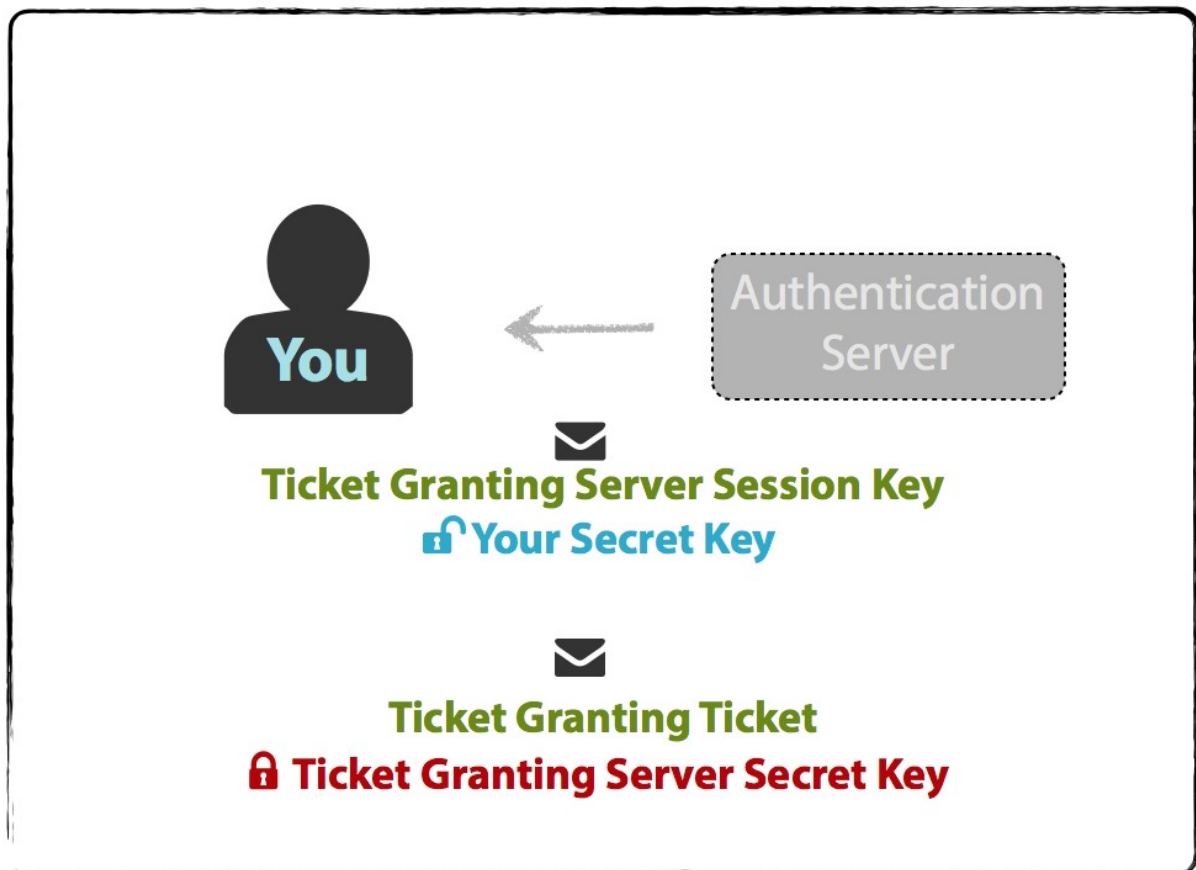 You
Authentication
Server
Ticket Granting Server Session Key
Your Secret Key
Ticket Granting Ticket
Ticket Granting Server Secret Key